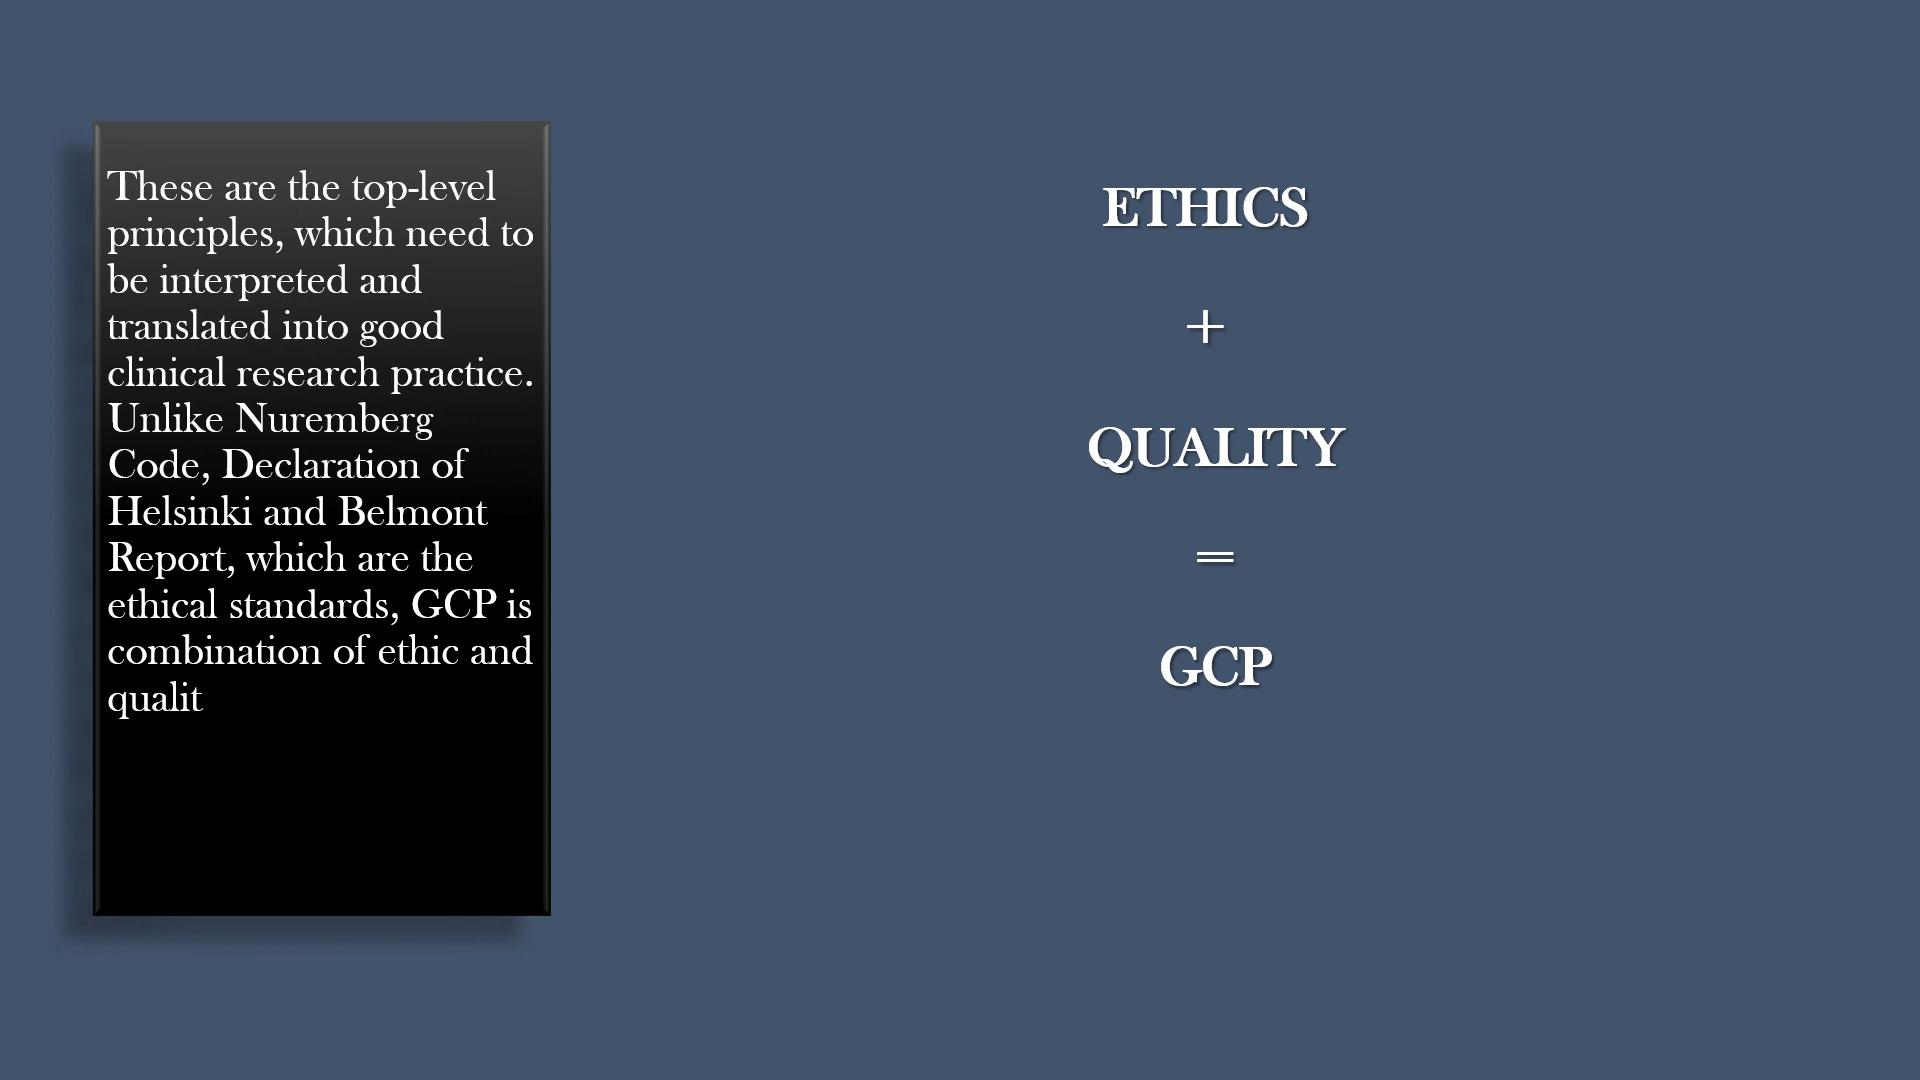 These are the top-level
principles, which need to
be interpreted and
translated into good
clinical research practice.
Unlike Nuremberg
Code, Declaration of
Helsinki and Belmont
Report, which are the
ethical standards, GCP is
combination of ethic and
qualit
ETHICS
+
QUALITY
=
GCP